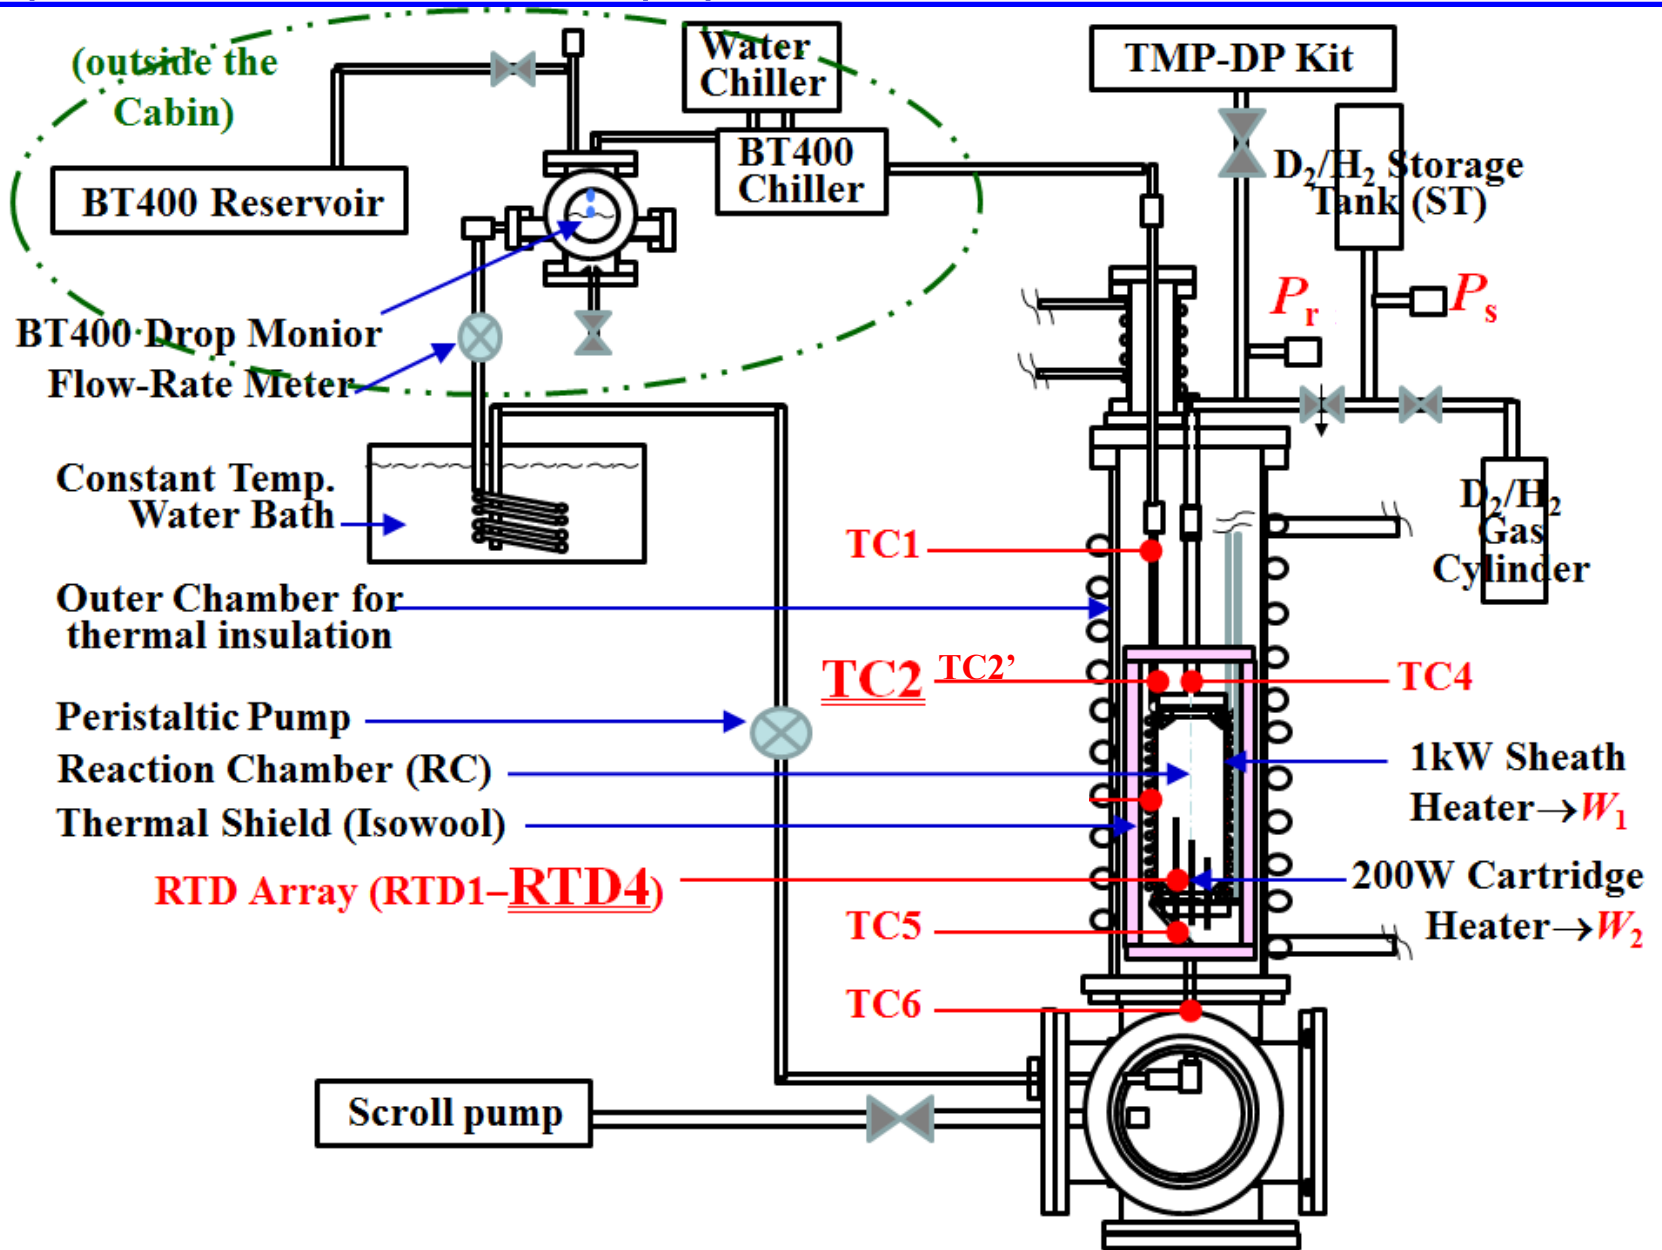 (outside the
Cabin)
Water
Chiller
TMP-DP Kit
BT400
Chiller
D2/H2 Storage
Tank (ST)
BT400 Reservoir
Pr
Ps
BT400 Drop Monior
Flow-Rate Meter
Constant Temp.
Water Bath
D2/H2
Gas
Cylinder
TC1
Outer Chamber for
thermal insulation
TC2 TC2’
TC4
Peristaltic Pump
Reaction Chamber (RC)
Thermal Shield (Isowool)
1kW Sheath
Heater→W1
RTD Array (RTD1–RTD4)
200W Cartridge
Heater→W2
TC5
TC6
Scroll pump